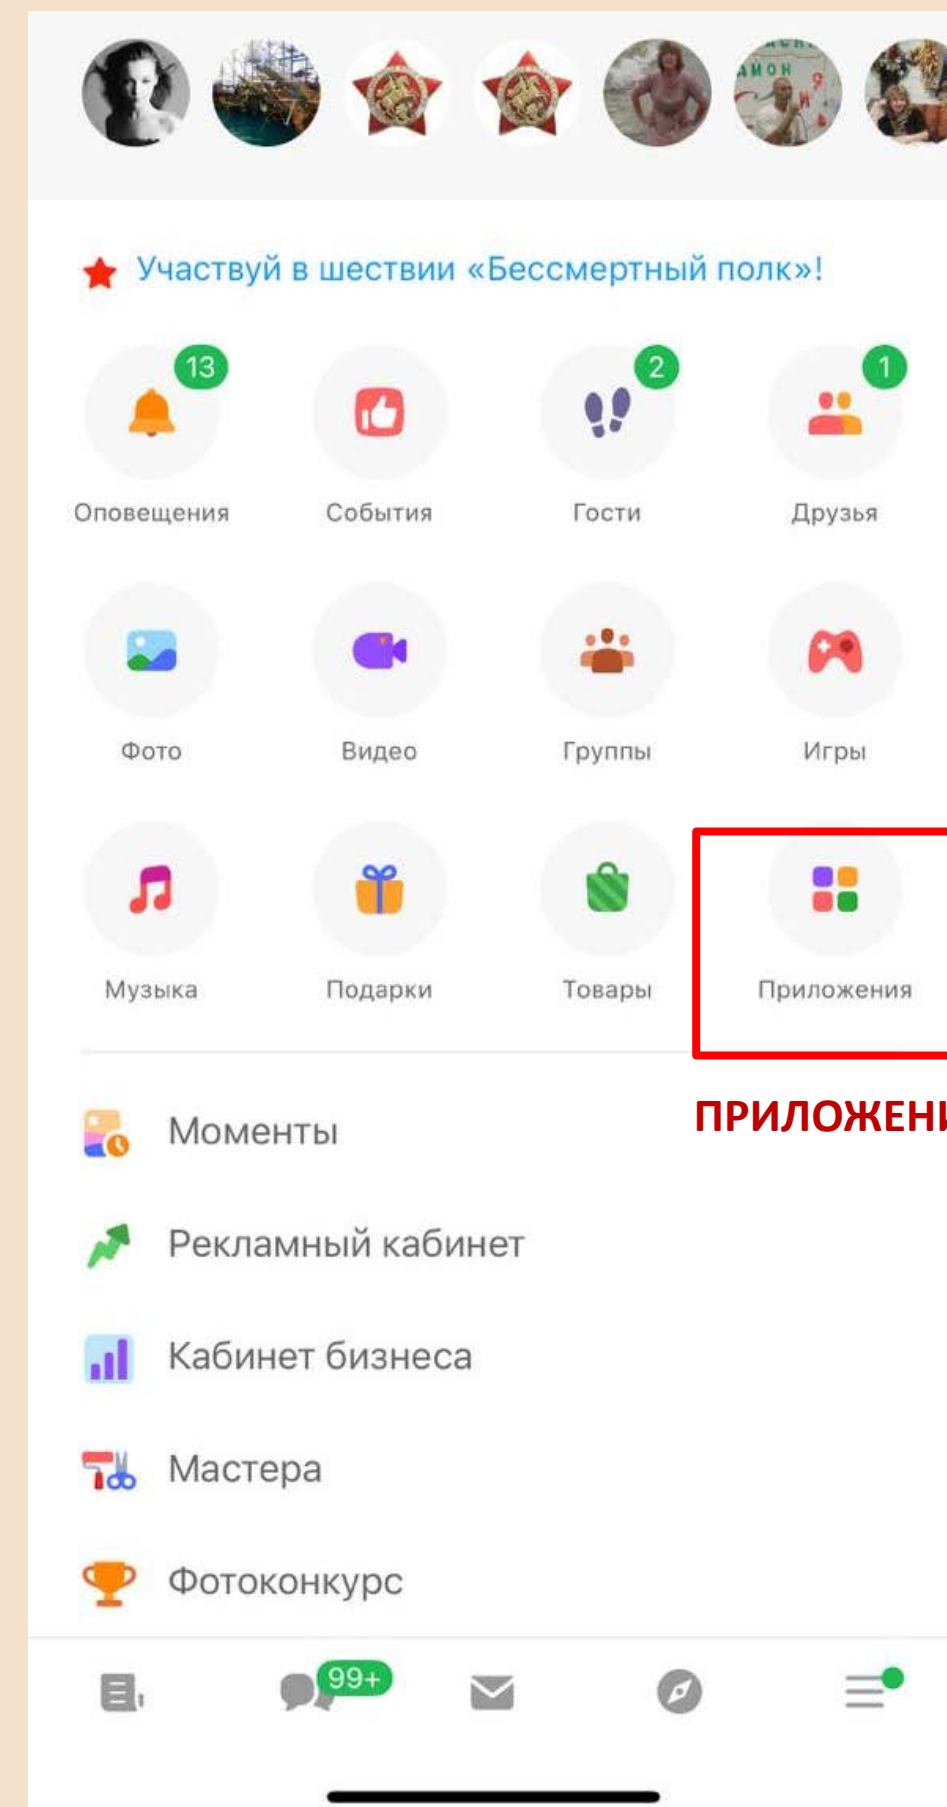 Участвуй в шествии «Бессмертный полк»!
13
2
1
Оповещения
События
Гости
Друзья
Фото
Видео
Группы
Игры
Музыка
Подарки
Товары
Приложения
ПРИЛОЖЕНИ
Моменты
Рекламный кабинет
Кабинет бизнеса
Мастера
Фотоконкурс
99+